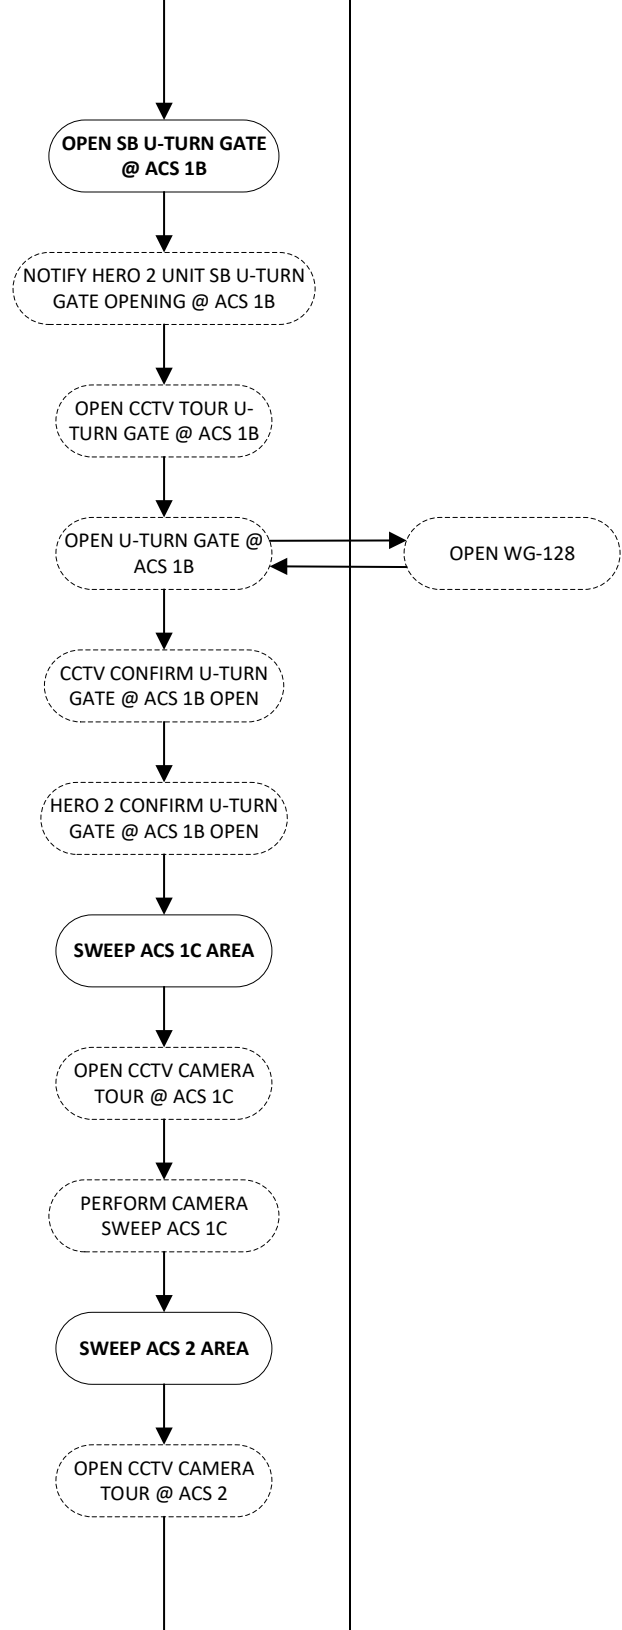 OPEN SB U-TURN GATE
@ ACS 1B
NOTIFY HERO 2 UNIT SB U-TURN
GATE OPENING @ ACS 1B
OPEN CCTV TOUR U-
TURN GATE @ ACS 1B
OPEN U-TURN GATE @
ACS 1B
OPEN WG-128
CCTV CONFIRM U-TURN
GATE @ ACS 1B OPEN
HERO 2 CONFIRM U-TURN
GATE @ ACS 1B OPEN
SWEEP ACS 1C AREA
OPEN CCTV CAMERA
TOUR @ ACS 1C
PERFORM CAMERA
SWEEP ACS 1C
SWEEP ACS 2 AREA
OPEN CCTV CAMERA
TOUR @ ACS 2